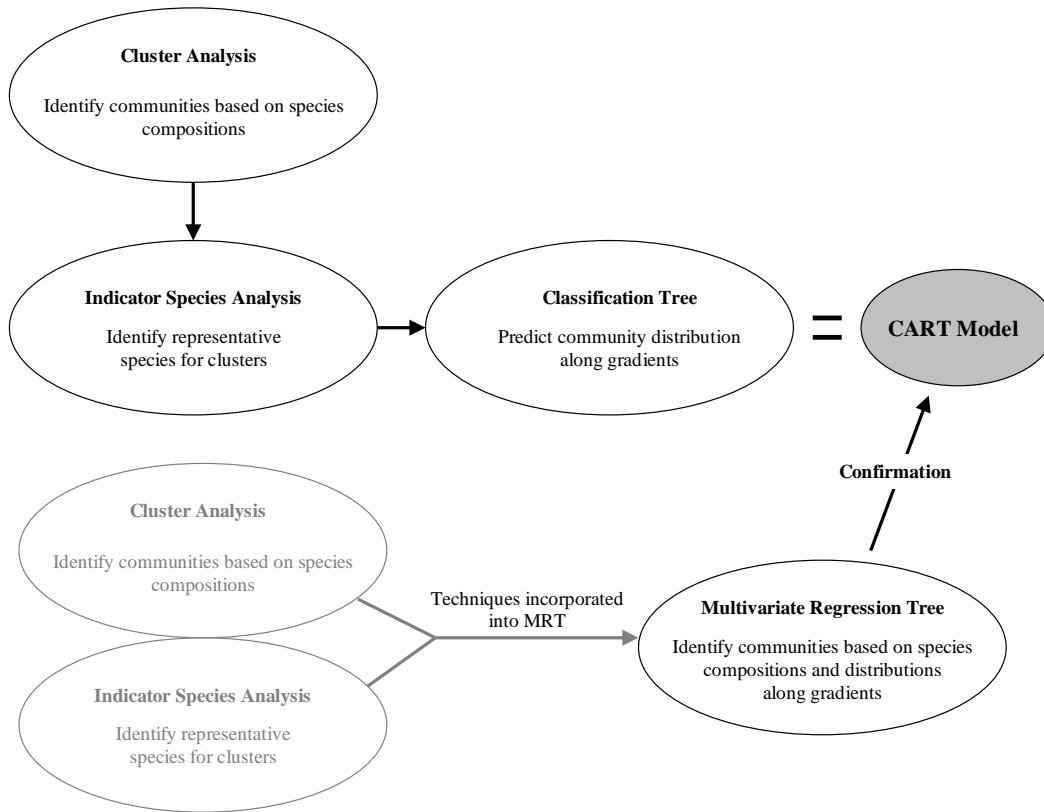 Cluster Analysis
Identify communities based on species
compositions
Indicator Species Analysis
Identify representative
species for clusters
Classification Tree
Predict community distribution
along gradients
=
CART Model
Confirmation
Cluster Analysis
Identify communities based on species
compositions
Indicator Species Analysis
Identify representative
species for clusters
Techniques incorporated
into MRT
Multivariate Regression Tree
Identify communities based on species
compositions and distributions
along gradients